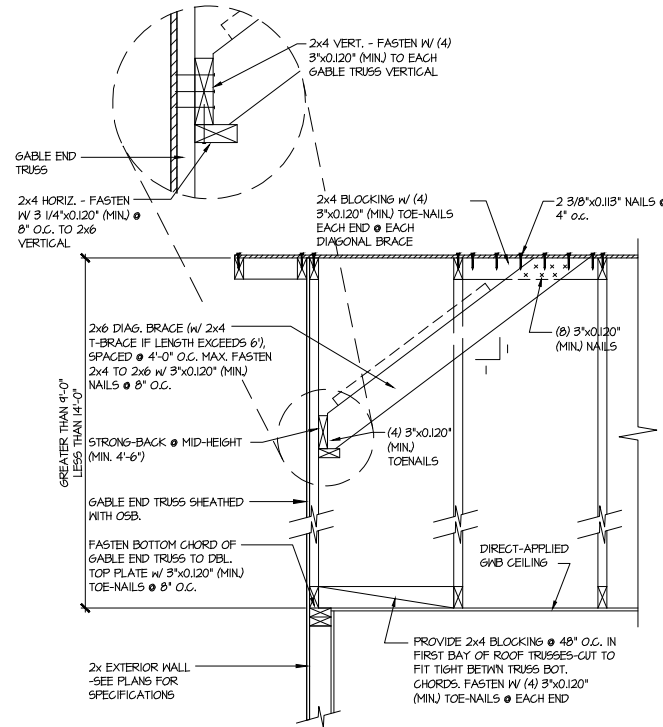 2x4 VERT. - FASTEN W/ (4)
3"x0.120" (MIN.) TO EACH
GABLE TRUSS VERTICAL
GABLE END
TRUSS
2x4 HORIZ. - FASTEN
W/ 3 1/4"x0.120" (MIN.) @
8" O.C. TO 2x6
VERTICAL
2x4 BLOCKING W/ (4)
3"x0.120" (MIN.) TOE-NAILS
EACH END @ EACH
DIAGONAL BRACE
2 3/8"x0.113" NAILS @
4" o.c.
2x6 DIAG. BRACE (W/ 2x4
T-BRACE IF LENGTH EXCEEDS 6'),
SPACED @ 4'-0" O.C. MAX. FASTEN
2x4 TO 2x6 W/ 3"x0.120" (MIN.)
NAILS @ 8" O.C.
(8) 3"x0.120"
(MIN.) NAILS
1
1
GREATER THAN 9'-0"
LESS THAN 14'-0"
STRONG-BACK @ MID-HEIGHT
(MIN. 4'-6")
(4) 3"x0.120"
(MIN.)
TOENAILS
GABLE END TRUSS SHEATHED
WITH OSB.
FASTEN BOTTOM CHORD OF
GABLE END TRUSS TO DBL.
TOP PLATE W/ 3"x0.120" (MIN.)
TOE-NAILS @ 8" O.C.
DIRECT-APPLIED
GWB CEILING
2x EXTERIOR WALL
-SEE PLANS FOR
SPECIFICATIONS
PROVIDE 2x4 BLOCKING @ 48" O.C. IN
FIRST BAY OF ROOF TRUSSES-CUT TO
FIT TIGHT BETW'N TRUSS BOT.
CHORDS. FASTEN W/ (4) 3"x0.120"
(MIN.) TOE-NAILS @ EACH END